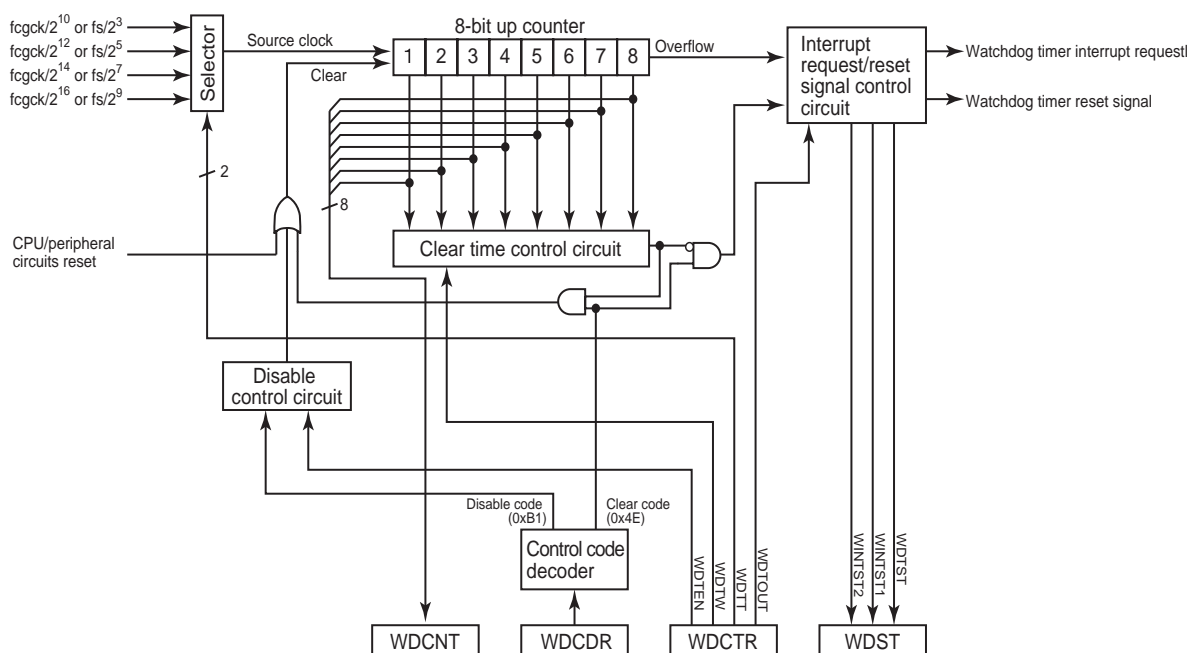 fcgck/2^10 or fs/2^3
fcgck/2^12 or fs/2^5
fcgck/2^14 or fs/2^7
fcgck/2^16 or fs/2^9
Selector
Source clock
Clear
8-bit up counter
1 2 3 4 5 6 7 8
Overflow
Interrupt
request/reset
signal control
circuit
Watchdog timer interrupt request
Watchdog timer reset signal
2
8
CPU/peripheral
circuits reset
Clear time control circuit
Disable
control circuit
Disable code
(0xB1)
Clear code
(0x4E)
Control code
decoder
WDTEN
WDTW
WDTT
WDTOUT
WINTST2
WINTST1
WDTST
WDCNT
WDCDR
WDCTR
WDST